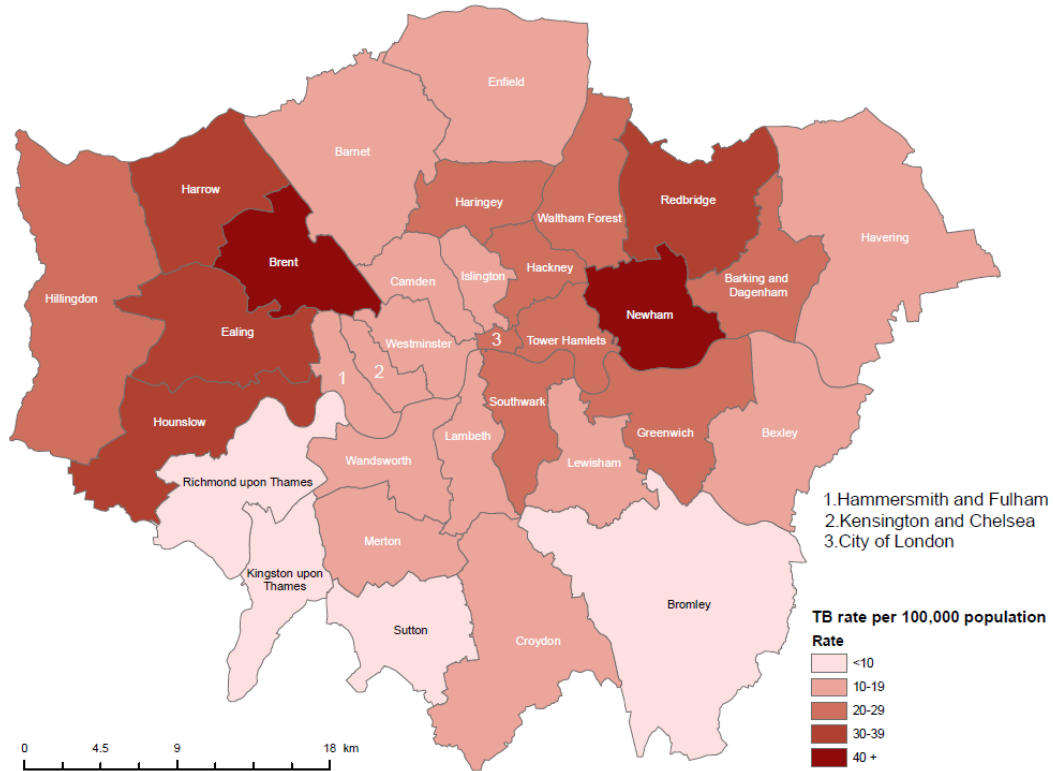 Enfield
Barnet
Harrow
Haringey
Redbridge
Waltham Forest
Havering
Brent
Hackney
Islington
Camden
Barking and
Dagenham
Hillingdon
Newham
Ealing
Westminster
3
Tower Hamlets
1
2
Southwark
Hounslow
Greenwich
Bexley
Lambeth
Wandsworth
Lewisham
Richmond upon Thames
1.Hammersmith and Fulham
2.Kensington and Chelsea
3.City of London
Merton
Kingston upon
Thames
Bromley
Sutton
Croydon
TB rate per 100,000 population
Rate
<10
10-19
20-29
30-39
40 +
0 4.5 9 18 km